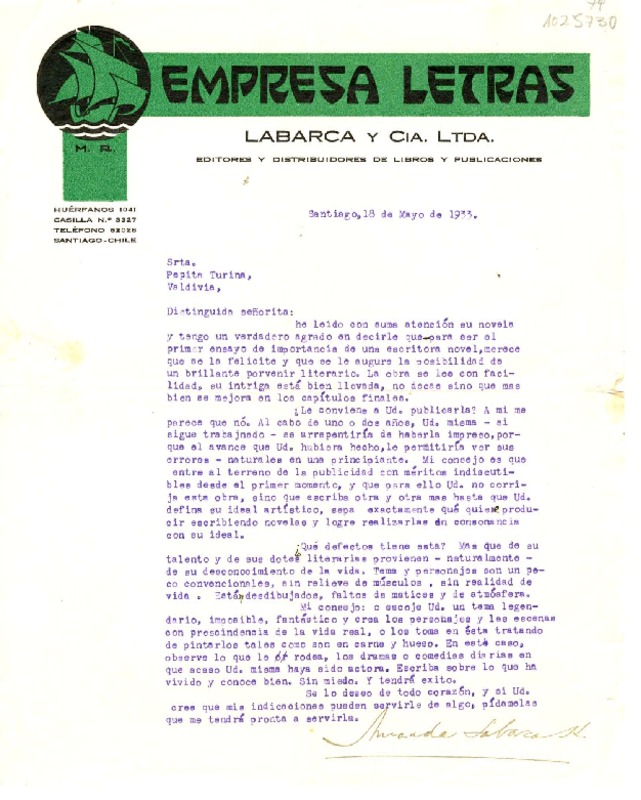 74
1025730
EMPRESA LETRAS
LABARCA Y CIA. LTDA.
EDITORES Y DISTRIBUIDORES DE LIBROS Y PUBLICACIONES
M. R.
HUÉRFANOS 1041
CASILLA N.º 3327
TELÉFONO 82025
SANTIAGO-CHILE
Santiago,18 de Mayo de 1933.
Srta.
Pepita Turina,
Valdivia,
Distinguida señorita:
he leido con suma atención su novela
y tengo un verdadero agrado en decirle que para ser el
primer ensayo de importancia de una escritora novel,merece
que se la felicite y que se le augure la posibilidad de
un brillante porvenir literario. La obra se lee con faci-
lidad, su intriga está bien llevada, no decae sino que mas
bien se mejora en los capítulos finales.
¿Le conviene a Ud. publicarla? A mi me
parece que no. Al cabo de uno o dos años, Ud. misma - si
sigue trabajando - se arrepentiría de haberla impreso,por-
que el avance que Ud. hubiera hecho,le permitiría ver sus
errores - naturales en una principiante. Mi consejo es que
entre al terreno de la publicidad con méritos indiscuti-
bles desde el primer momento, y que para ello Ud. no corri-
ja esta obra, sino que escriba otra y otra mas hasta que Ud.
defina su ideal artístico, sepa exactamente qué quiere produ-
cir escribiendo novelas y logre realizarlas en consonancia
con su ideal.
¿Qué defectos tiene esta? Mas que de su
talento y de sus dotes literarias provienen - naturalmente -
de su desconocimiento de la vida. Tema y personajes son un po-
co convencionales, sin relieve de músculos , sin realidad de
vida . Están desdibujados, faltos de matices y de atmósfera.
Mi consejo: o escoje Ud. un tema legen-
dario, imposible, fantástico y crea los personajes y las escenas
con prescindencia de la vida real, o los toma en ésta tratando
de pintarlos tales como son en carne y hueso. En este caso,
observe lo que le rodea, los dramas o comedias diarias en
que acaso Ud. misma haya sido actora. Escriba sobre lo que ha
vivido y conoce bien. Sin miedo. Y tendrá exito.
Se lo deseo de todo corazón, y si Ud.
cree que mis indicaciones pueden servirle de algo, pídamelas
que me tendrá pronta a servirla.
Amanda Labarca H.